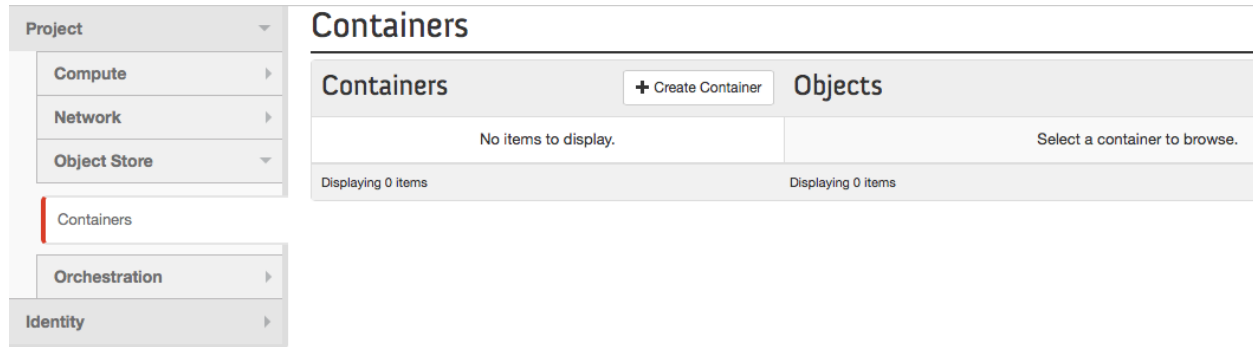 Project
Compute
Network
Object Store
Containers
Orchestration
Identity
Containers
Containers
+ Create Container
Objects
No items to display.
Select a container to browse.
Displaying 0 items
Displaying 0 items